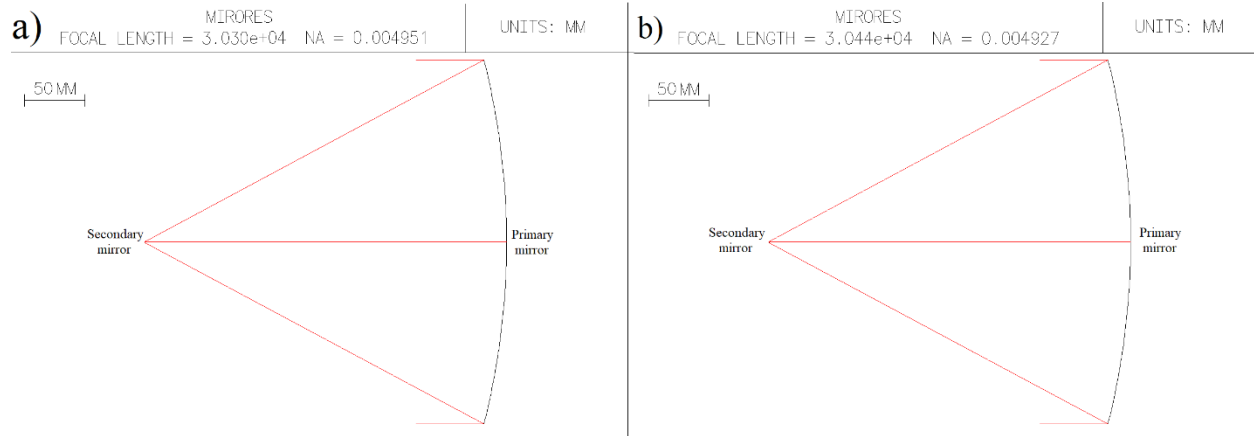 a)
MIRORES
FOCAL LENGTH = 3.030e+04 NA = 0.004951
UNITS: MM
50 MM
Secondary
mirror
Primary
mirror
b)
MIRORES
FOCAL LENGTH = 3.044e+04 NA = 0.004927
UNITS: MM
50 MM
Secondary
mirror
Primary
mirror